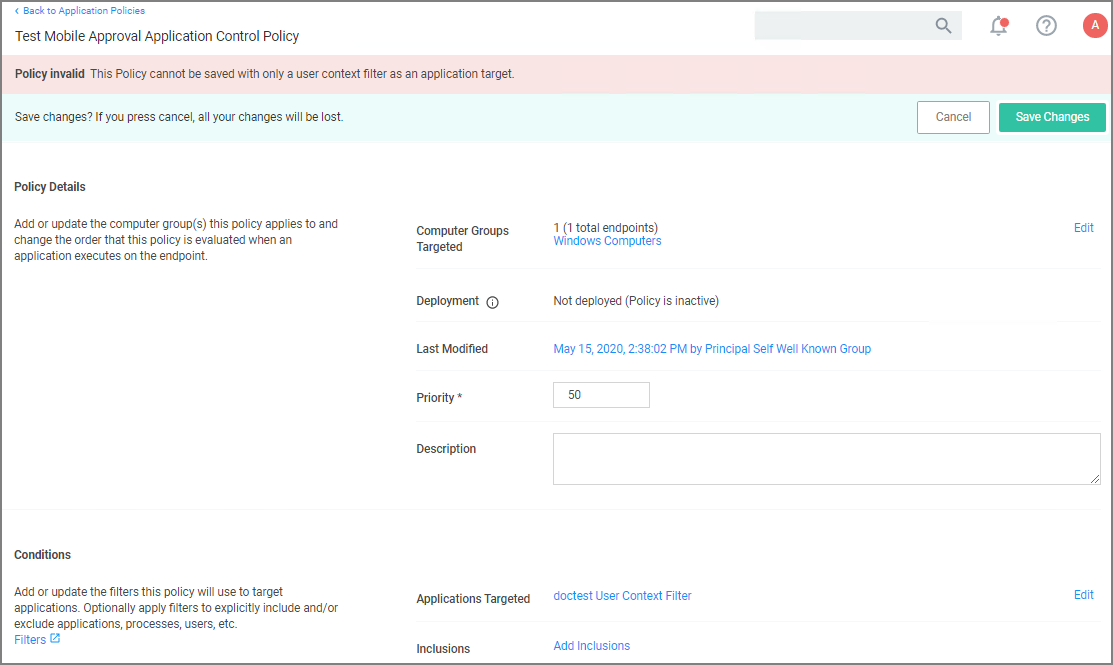 Back to Application Policies
Test Mobile Approval Application Control Policy
A
Policy invalid This Policy cannot be saved with only a user context filter as an application target.
Save changes? If you press cancel, all your changes will be lost.
Cancel
Save Changes
Policy Details
Add or update the computer group(s) this policy applies to and
change the order that this policy is evaluated when an
application executes on the endpoint.
Computer Groups
Targeted
1 (1 total endpoints)
Windows Computers
Edit
Deployment
Not deployed (Policy is inactive)
Last Modified
May 15, 2020, 2:38:02 PM by Principal Self Well Known Group
Priority *
50
Description
Conditions
Add or update the filters this policy will use to target
applications. Optionally apply filters to explicitly include and/or
exclude applications, processes, users, etc.
Filters
Applications Targeted
doctest User Context Filter
Edit
Inclusions
Add Inclusions